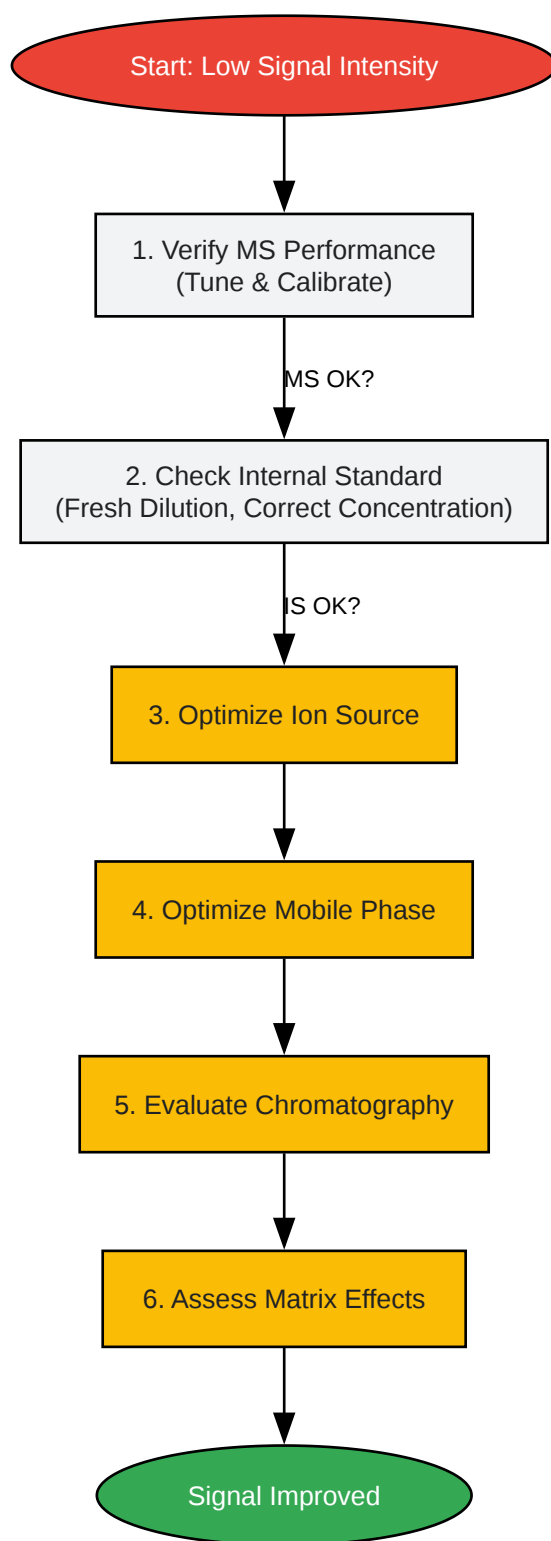 Start: Low Signal Intensity
1. Verify MS Performance
(Tune & Calibrate)
MS OK?
2. Check Internal Standard
(Fresh Dilution, Correct Concentration)
IS OK?
3. Optimize Ion Source
4. Optimize Mobile Phase
5. Evaluate Chromatography
6. Assess Matrix Effects
Signal Improved